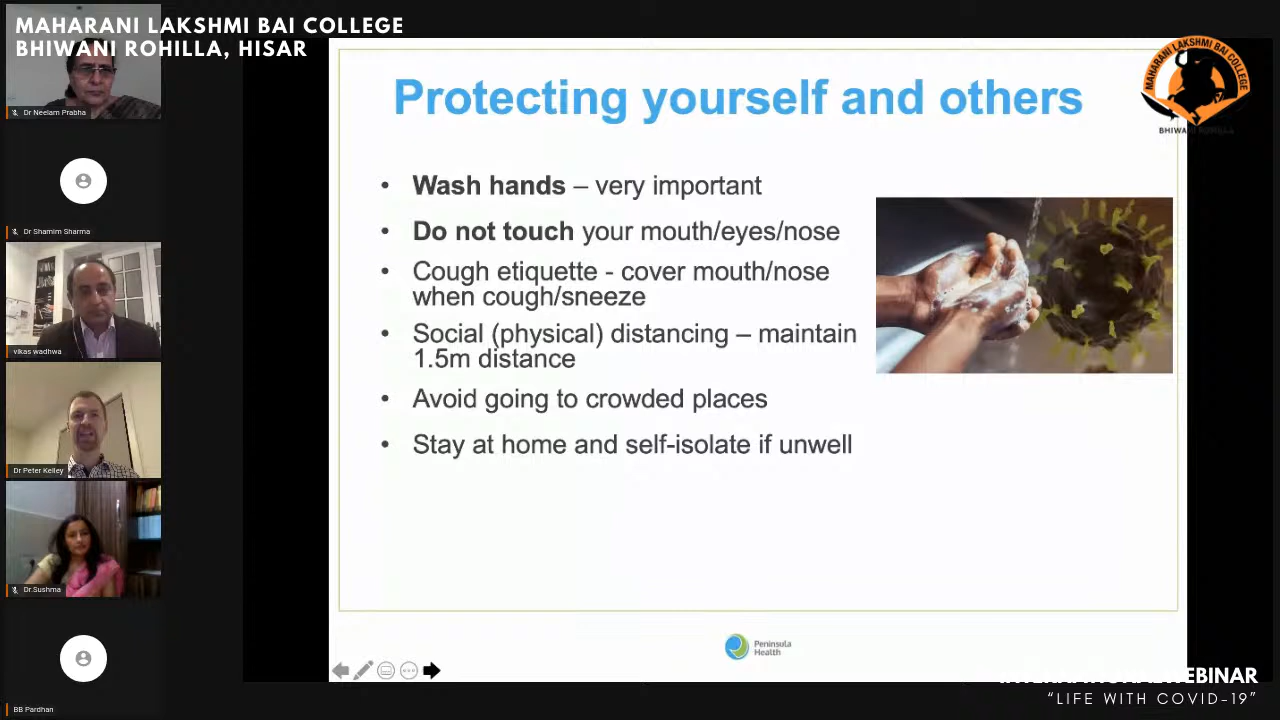 MAHARANI LAKSHMI BAI COLLEGE
BHIWANI ROHILLA, HISAR
Dr Neelam Prabha
Dr Shamim Sharma
vikas wadhwa
Dr Peter Kelley
Dr.Sushma
BB Pardhan
Protecting yourself and others
• Wash hands – very important
• Do not touch your mouth/eyes/nose
• Cough etiquette - cover mouth/nose
when cough/sneeze
• Social (physical) distancing – maintain
1.5m distance
• Avoid going to crowded places
• Stay at home and self-isolate if unwell
Peninsula
Health
MAHARANI LAKSHMI BAI COLLEGE
BHIWANI ROHILLA
WEBINAR
“LIFE WITH COVID-19”